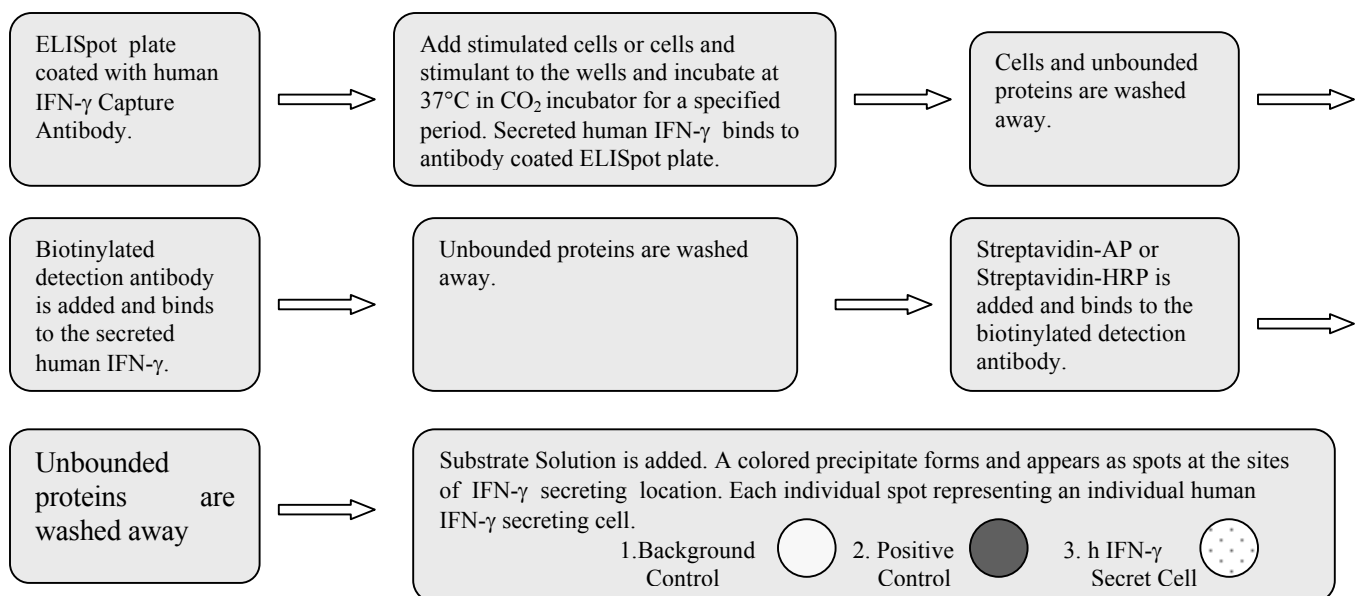 ELISpot plate
coated with human
IFN-γ Capture
Antibody.
Add stimulated cells or cells and
stimulant to the wells and incubate at
37°C in CO₂ incubator for a specified
period. Secreted human IFN-γ binds to
antibody coated ELISpot plate.
Cells and unbounded
proteins are washed
away.
Biotinylated
detection antibody
is added and binds
to the secreted
human IFN-γ.
Unbounded proteins are washed
away.
Streptavidin-AP or
Streptavidin-HRP is
added and binds to the
biotinylated detection
antibody.
Unbounded
proteins are
washed away
Substrate Solution is added. A colored precipitate forms and appears as spots at the sites
of IFN-γ secreting location. Each individual spot representing an individual human
IFN-γ secreting cell.
1.Background
Control
2. Positive
Control
3. h IFN-γ
Secret Cell